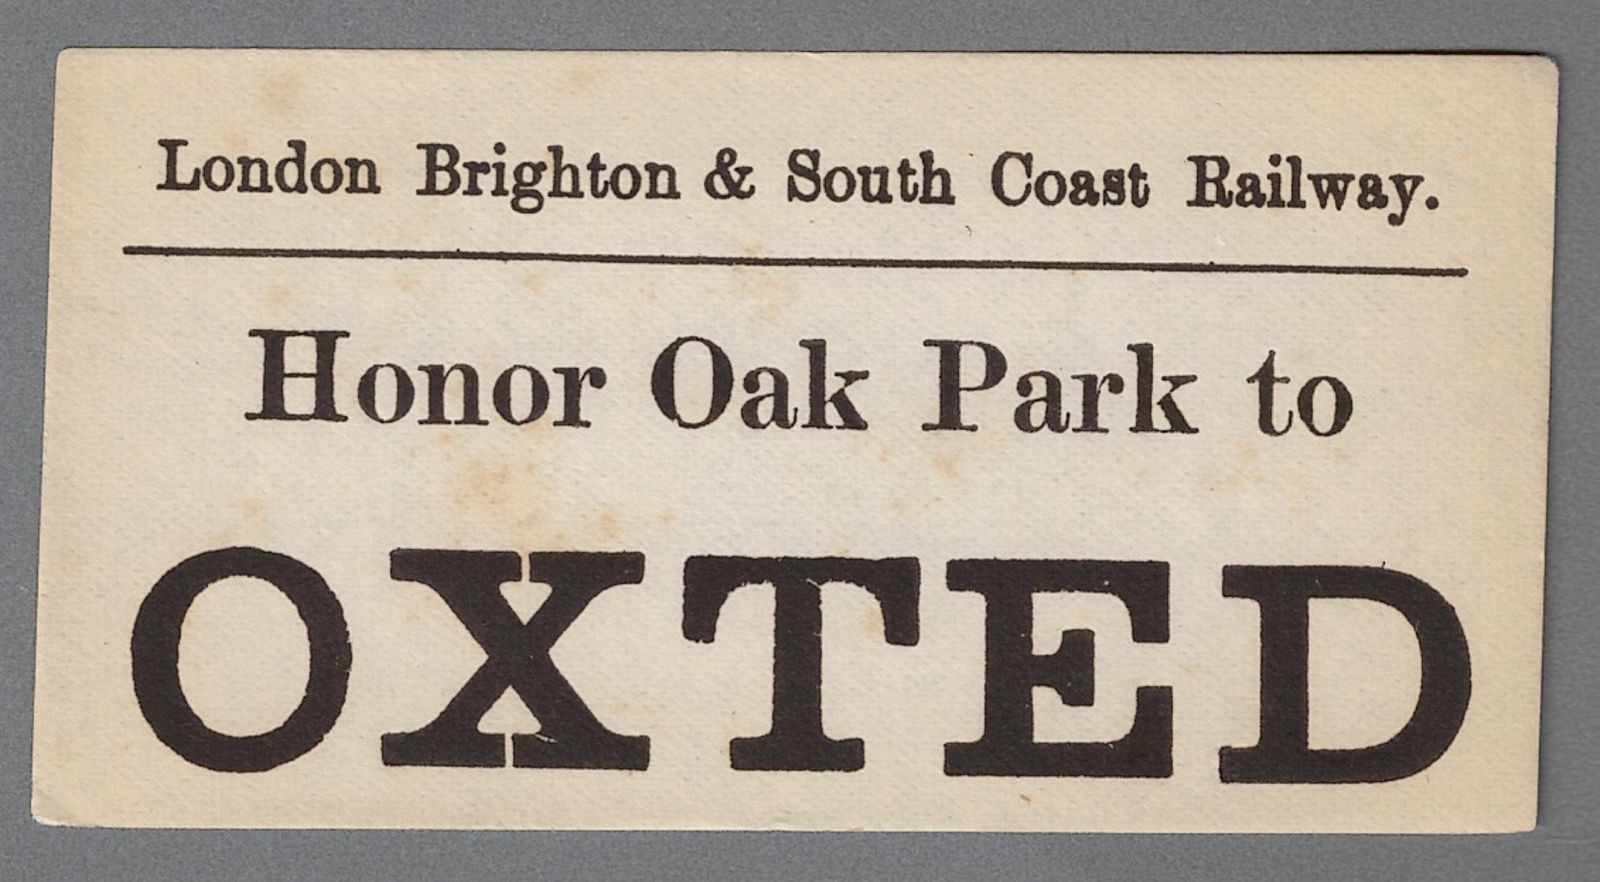 London Brighton & South Coast Railway.
Honor Oak Park to
OXTED